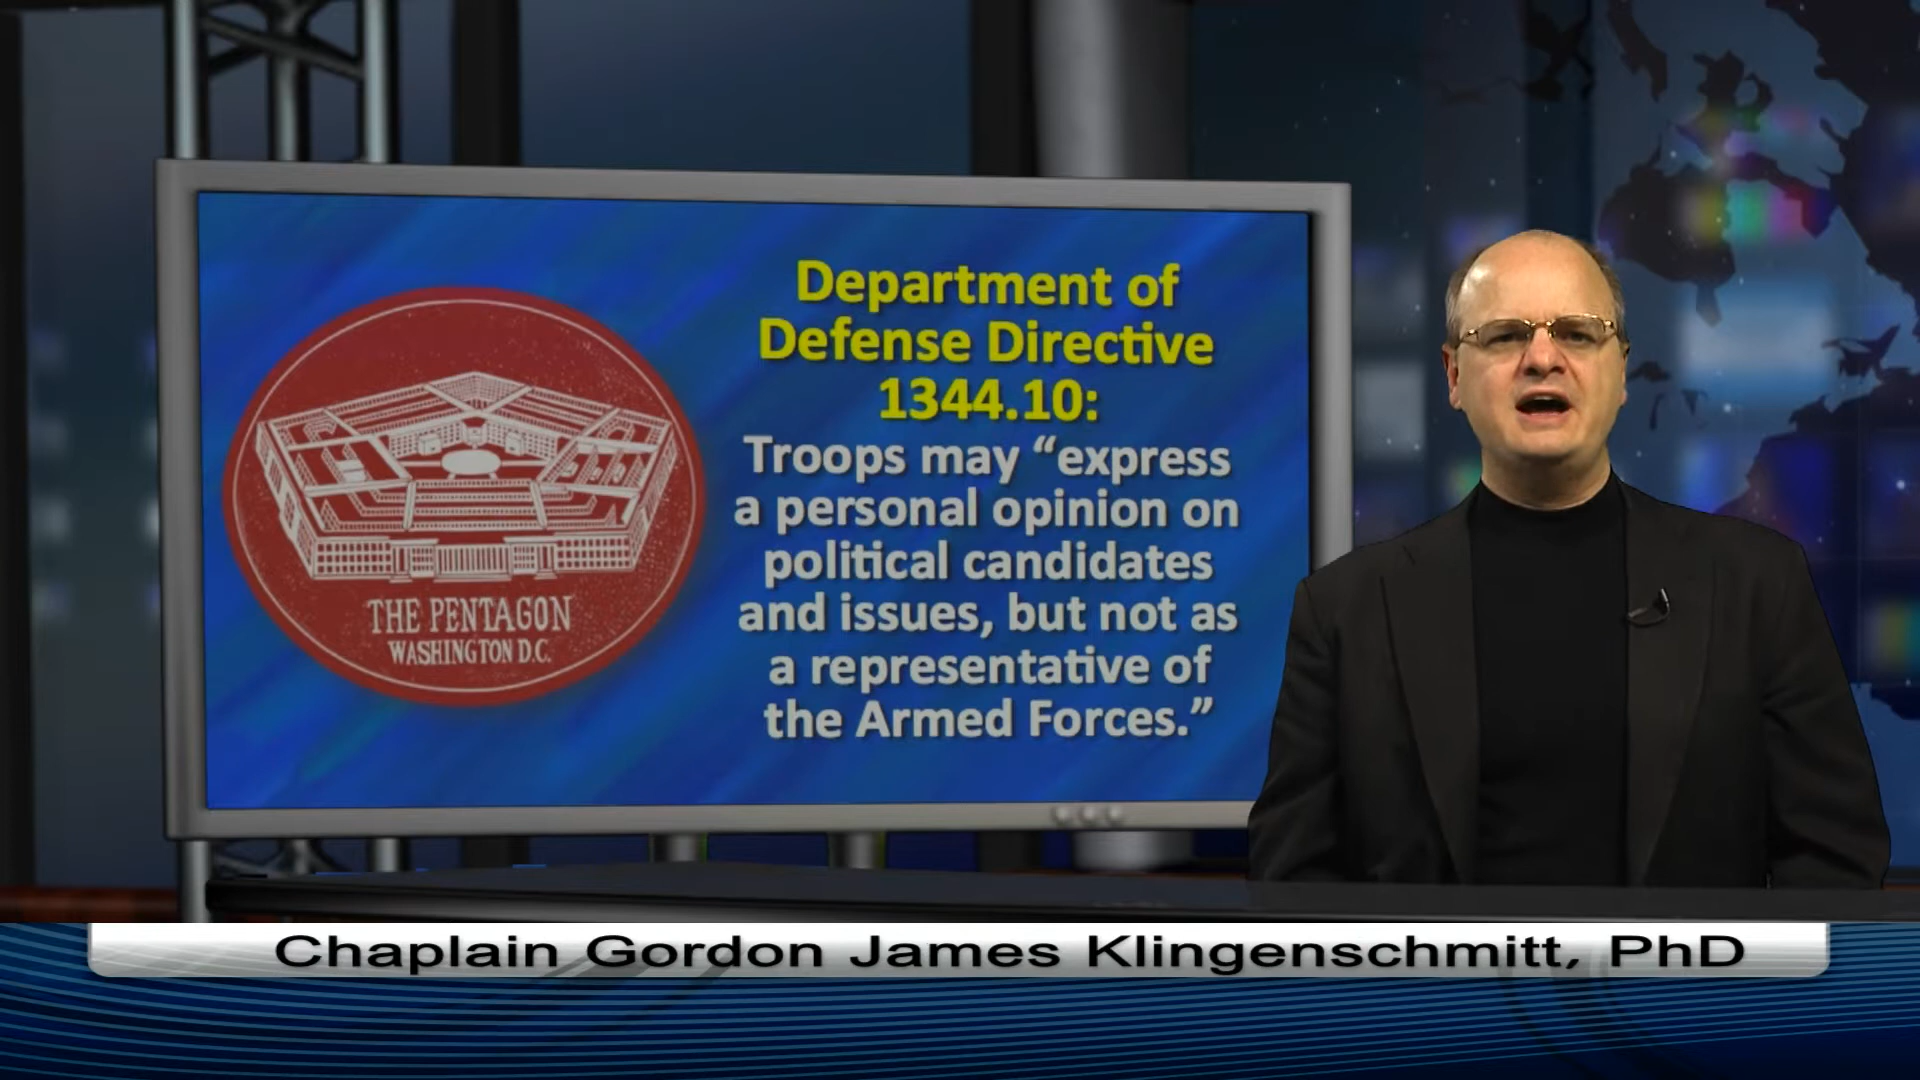 Department of
Defense Directive
1344.10:
Troops may “express
a personal opinion on
political candidates
and issues, but not as
a representative of
the Armed Forces.”
THE PENTAGON
WASHINGTON D.C.
Chaplain Gordon James Klingenschmitt, PhD